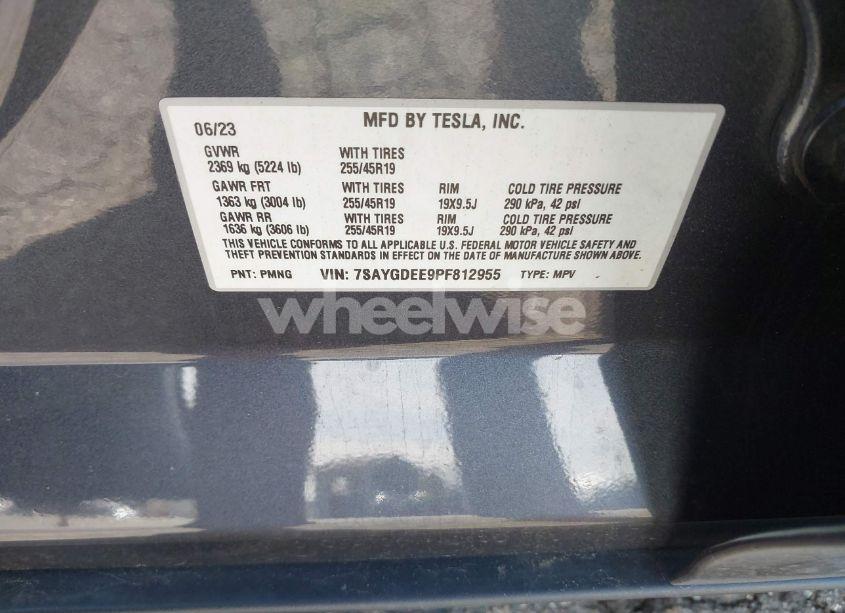 06/23 MFD BY TESLA, INC.
GVWR WITH TIRES
2369 kg (5224 lb) 255/45R19
GAWR FRT WITH TIRES RIM COLD TIRE PRESSURE
1363 kg (3004 lb) 255/45R19 19X9.5J 290 kPa, 42 psi
GAWR RR WITH TIRES RIM COLD TIRE PRESSURE
1636 kg (3606 lb) 255/45R19 19X9.5J 290 kPa, 42 psi
THIS VEHICLE CONFORMS TO ALL APPLICABLE U.S. FEDERAL MOTOR VEHICLE SAFETY AND
THEFT PREVENTION STANDARDS IN EFFECT ON THE DATE OF MANUFACTURE SHOWN ABOVE.
PNT: PMNG VIN: 7SAYGDEE9PF812955 TYPE: MPV
wheelwise